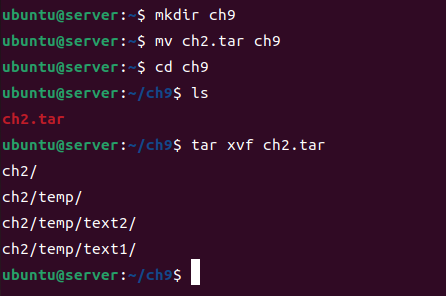 ubuntu@server:~$ mkdir ch9
ubuntu@server:~$ mv ch2.tar ch9
ubuntu@server:~$ cd ch9
ubuntu@server:~/ch9$ ls
ch2.tar
ubuntu@server:~/ch9$ tar xvf ch2.tar
ch2/
ch2/temp/
ch2/temp/text2/
ch2/temp/text1/
ubuntu@server:~/ch9$